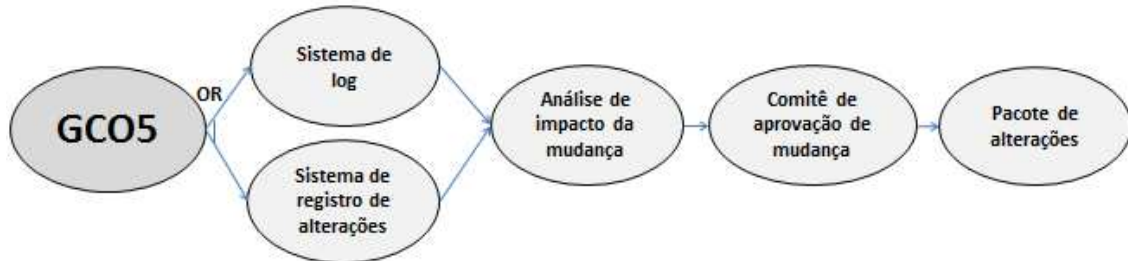 GCO5
OR
Sistema de
log
Sistema de
registro de
alterações
Análise de
impacto da
mudança
Comitê de
aprovação de
mudança
Pacote de
alterações